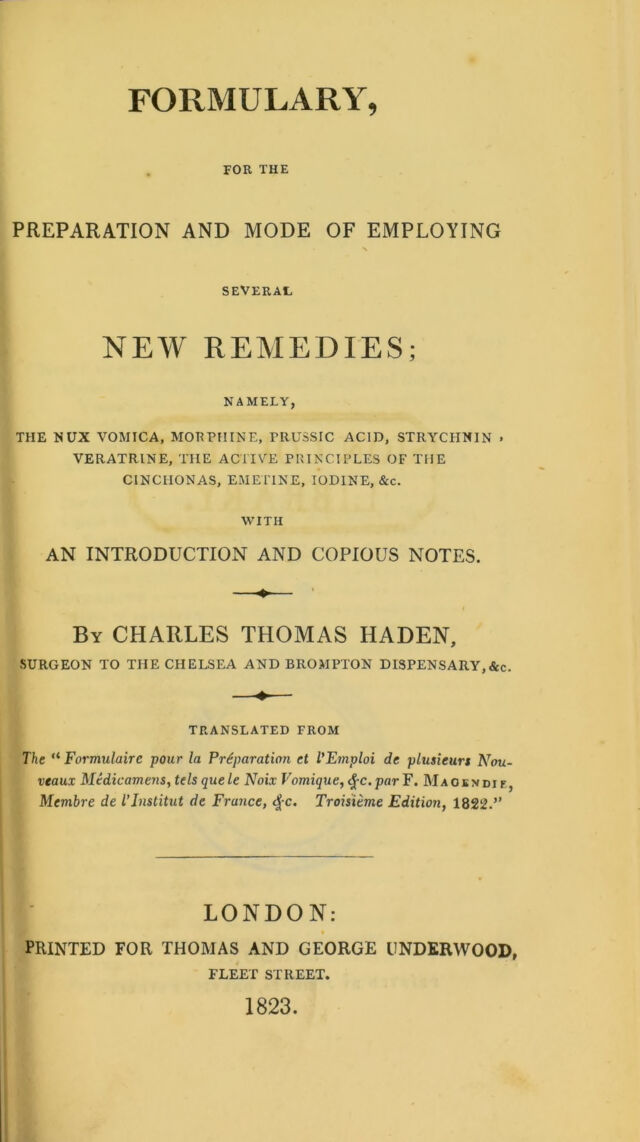 FORMULARY,
FOR THE
PREPARATION AND MODE OF EMPLOYING
SEVERAL
NEW REMEDIES;
NAMELY,
THE NUX VOMICA, MORPHINE, PRUSSIC ACID, STRYCHNIN,
VERATRINE, THE ACTIVE PRINCIPLES OF THE
CINCHONAS, EMETINE, IODINE, &c.
WITH
AN INTRODUCTION AND COPIOUS NOTES.
BY CHARLES THOMAS HADEN,
SURGEON TO THE CHELSEA AND BROMPTON DISPENSARY, &c.
TRANSLATED FROM
The "Formulaire pour la Préparation et l'Emploi de plusieurs Nou-
veaux Médicamens, tels que le Noix Vomique, &c. par F. MAGENDIE,
Membre de l'Institut de France, &c. Troisième Edition, 1822."
LONDON:
PRINTED FOR THOMAS AND GEORGE UNDERWOOD,
FLEET STREET.
1823.